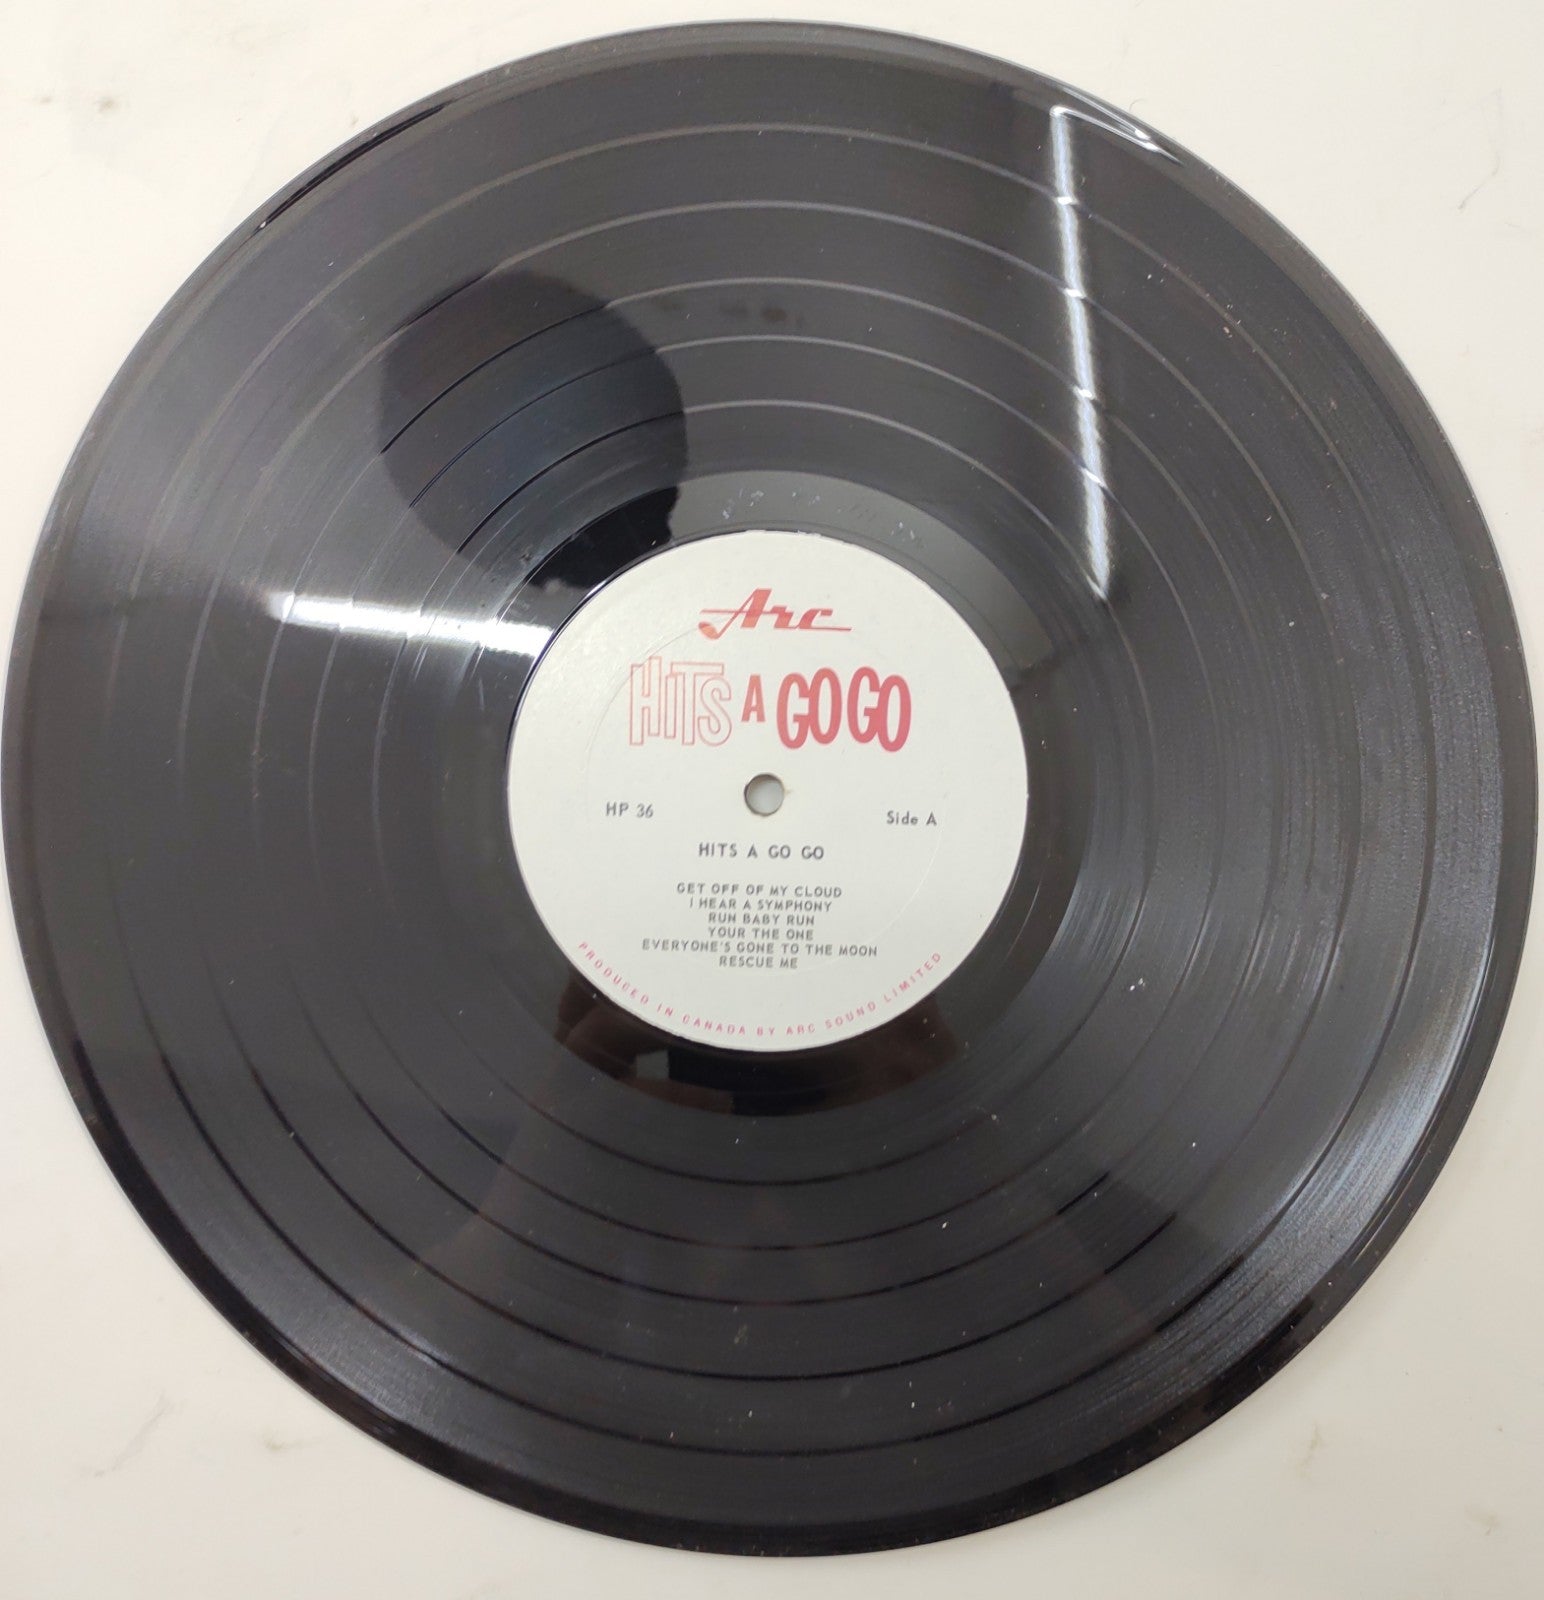 Arc
HITS A GOGO
HP 36
Side A
HITS A GO GO
GET OFF OF MY CLOUD
I HEAR A SYMPHONY
RUN BABY RUN
YOUR THE ONE
EVERYONE'S GONE TO THE MOON
RESCUE ME
PRODUCED IN CANADA BY ARC SOUND LIMITED